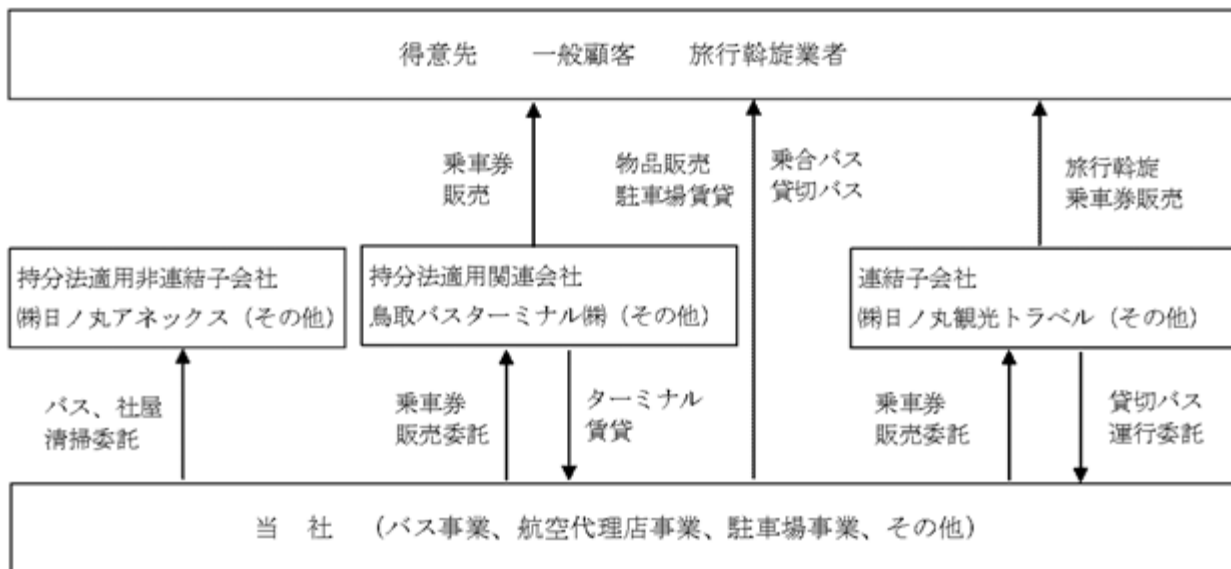 得意先 一般顧客 旅行斡旋業者
乗車券
販売
物品販売
駐車場賃貸
乗合バス
貸切バス
旅行斡旋
乗車券販売
持分法適用非連結子会社
㈱日ノ丸アネックス（その他）
持分法適用関連会社
鳥取バスターミナル㈱（その他）
連結子会社
㈱日ノ丸観光トラベル（その他）
バス、社屋
清掃委託
乗車券
販売委託
ターミナル
賃貸
乗車券
販売委託
貸切バス
運行委託
当 社 （バス事業、航空代理店事業、駐車場事業、その他）